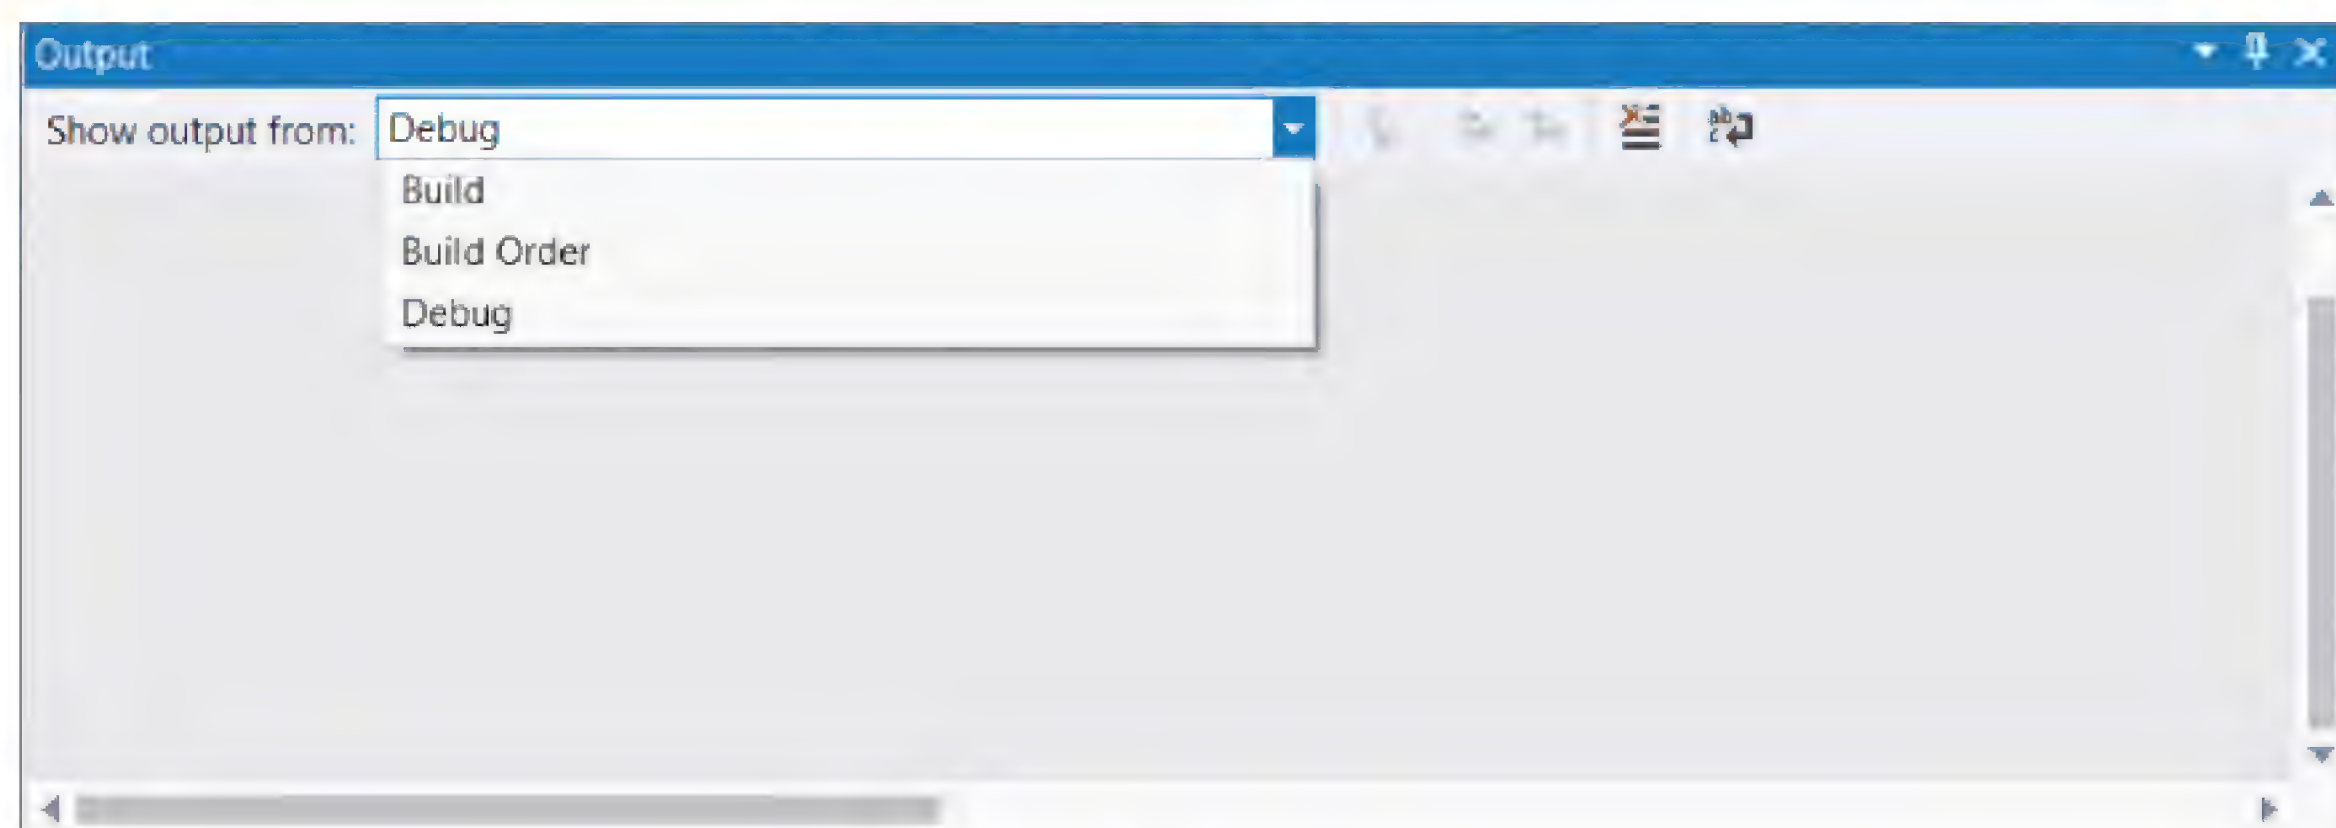 Output
Show output from: Debug
Build
Build Order
Debug